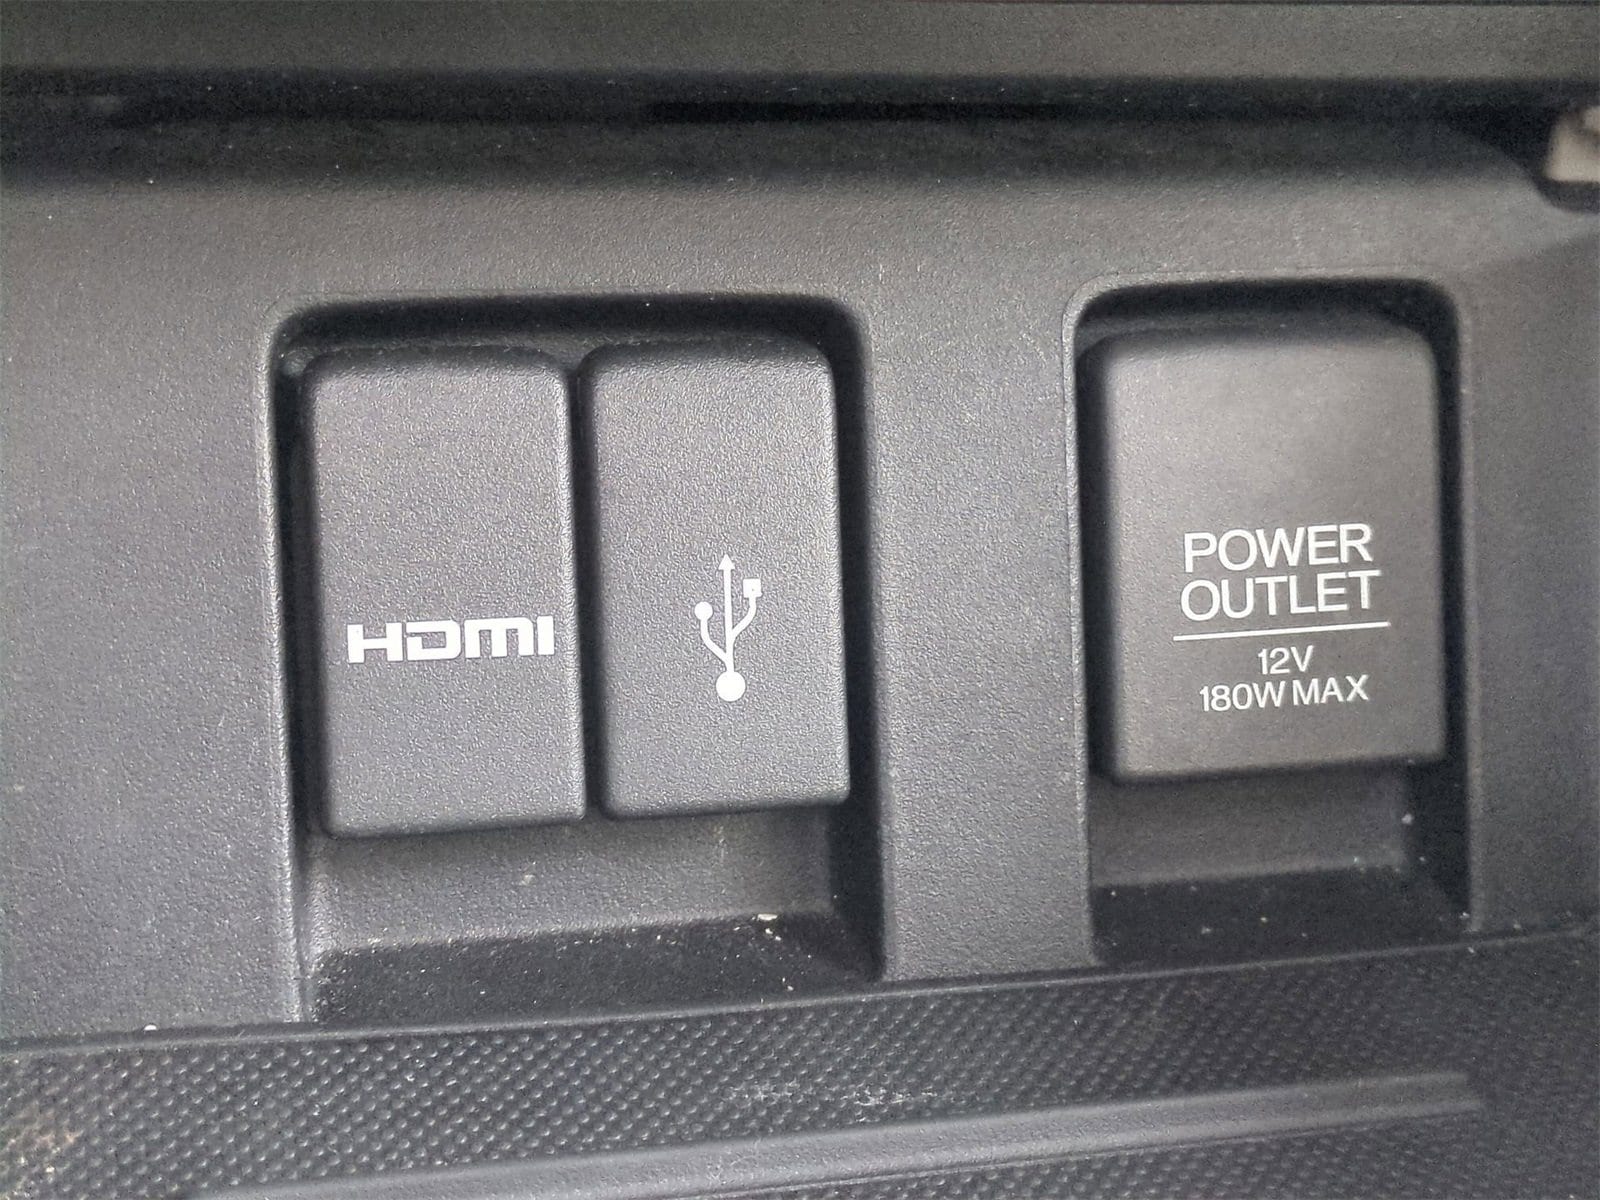 HDMI
POWER
OUTLET
12V
180W MAX